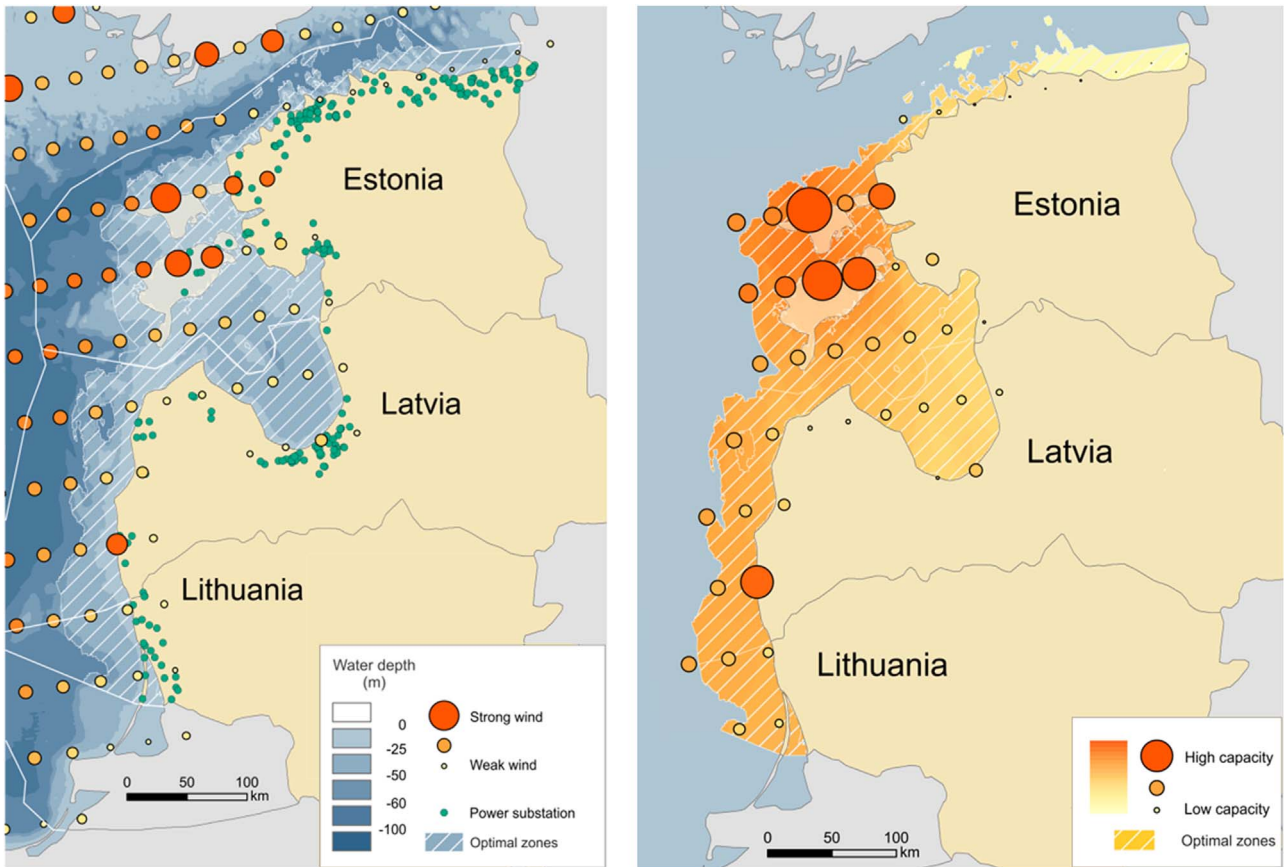 Estonia
Latvia
Lithuania
Water depth
(m)
0
-25
-50
-60
-100
Strong wind
Weak wind
Power substation
Optimal zones
0 50 100
km
Estonia
Latvia
Lithuania
High capacity
Low capacity
Optimal zones
0 50 100
km